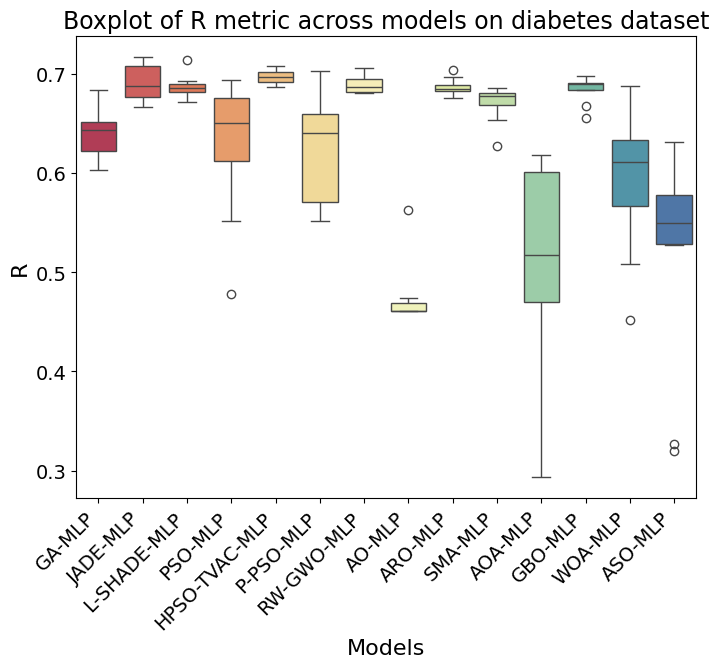 Boxplot of R metric across models on diabetes dataset
0.7
0.6
0.5
0.4
0.3
R
GA-MLP
JADE-MLP
L-SHADE-MLP
PSO-MLP
HPSO-TVAC-MLP
P-PSO-MLP
RW-GWO-MLP
AO-MLP
ARO-MLP
SMA-MLP
AOA-MLP
GBO-MLP
WOA-MLP
ASO-MLP
Models